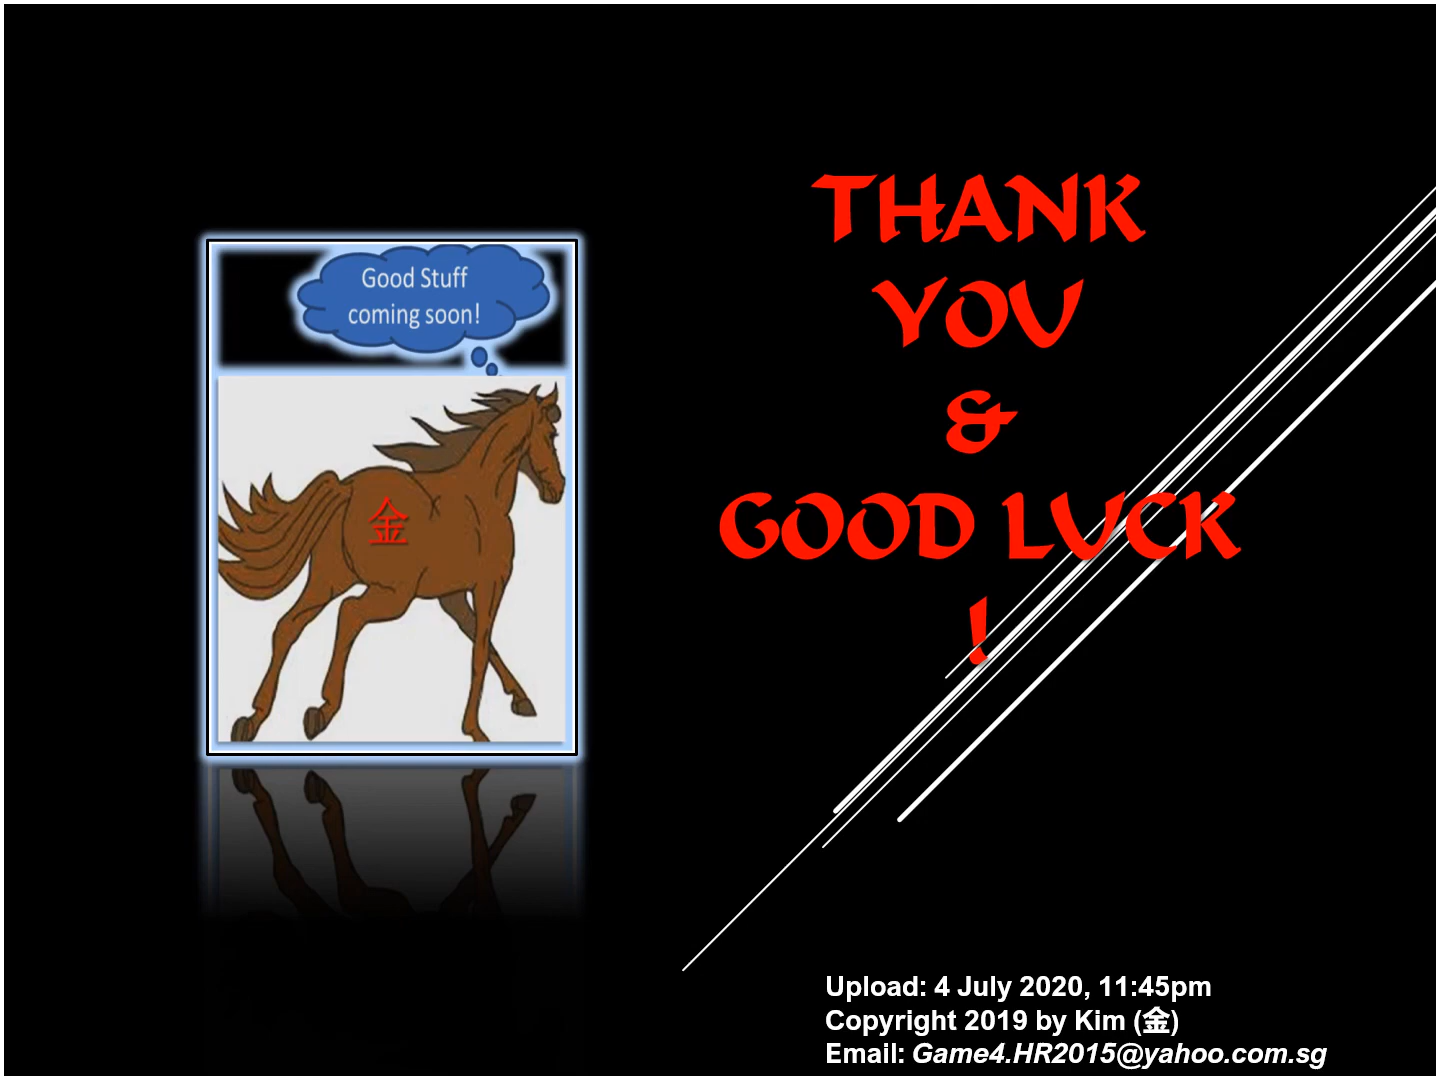 Good Stuff
coming soon!
金
THANK
YOU
&
GOOD LUCK
!
Upload: 4 July 2020, 11:45pm
Copyright 2019 by Kim (金)
Email: Game4.HR2015@yahoo.com.sg